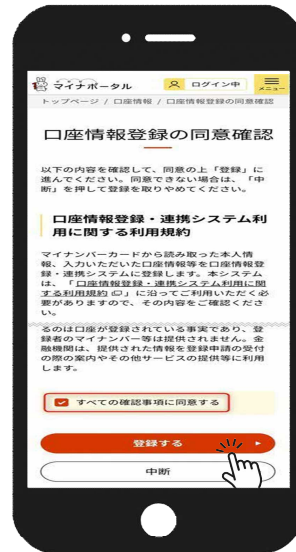 マイナポータル
ログイン中
メニュー
トップページ / 口座情報 / 口座情報登録の同意確認
口座情報登録の同意確認
以下の内容を確認して、同意の上「登録」に
進んでください。同意できない場合は、「中
断」を押して登録を取りやめてください。
口座情報登録・連携システム利
用に関する利用規約
マイナンバーカードから読み取った本人情
報、入力いただいた口座情報等を口座情報登
録・連携システムに登録します。本システム
は、「口座情報登録・連携システム利用に関
する利用規約」に沿ってご利用いただく必
要がありますので、その内容をご確認くださ
い。
るのは口座が登録されている事実であり、登
録者のマイナンバー等は提供されません。金
融機関は、提供された情報を登録申請の受付
の際の案内やその他サービスの提供等に利用
します。
すべての確認事項に同意する
登録する
中断